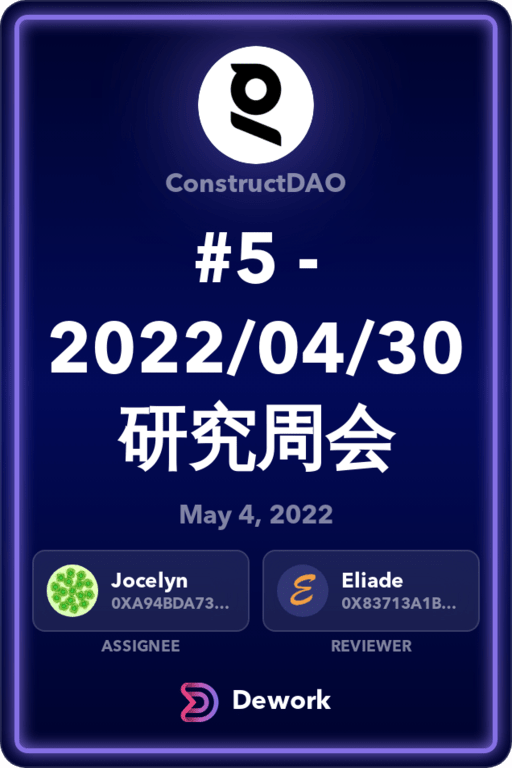 ConstructDAO
#5 -
2022/04/30
研究周会
May 4, 2022
Jocelyn
0XA94BDA73...
ASSIGNEE
Eliade
0X83713A1B...
REVIEWER
Dework